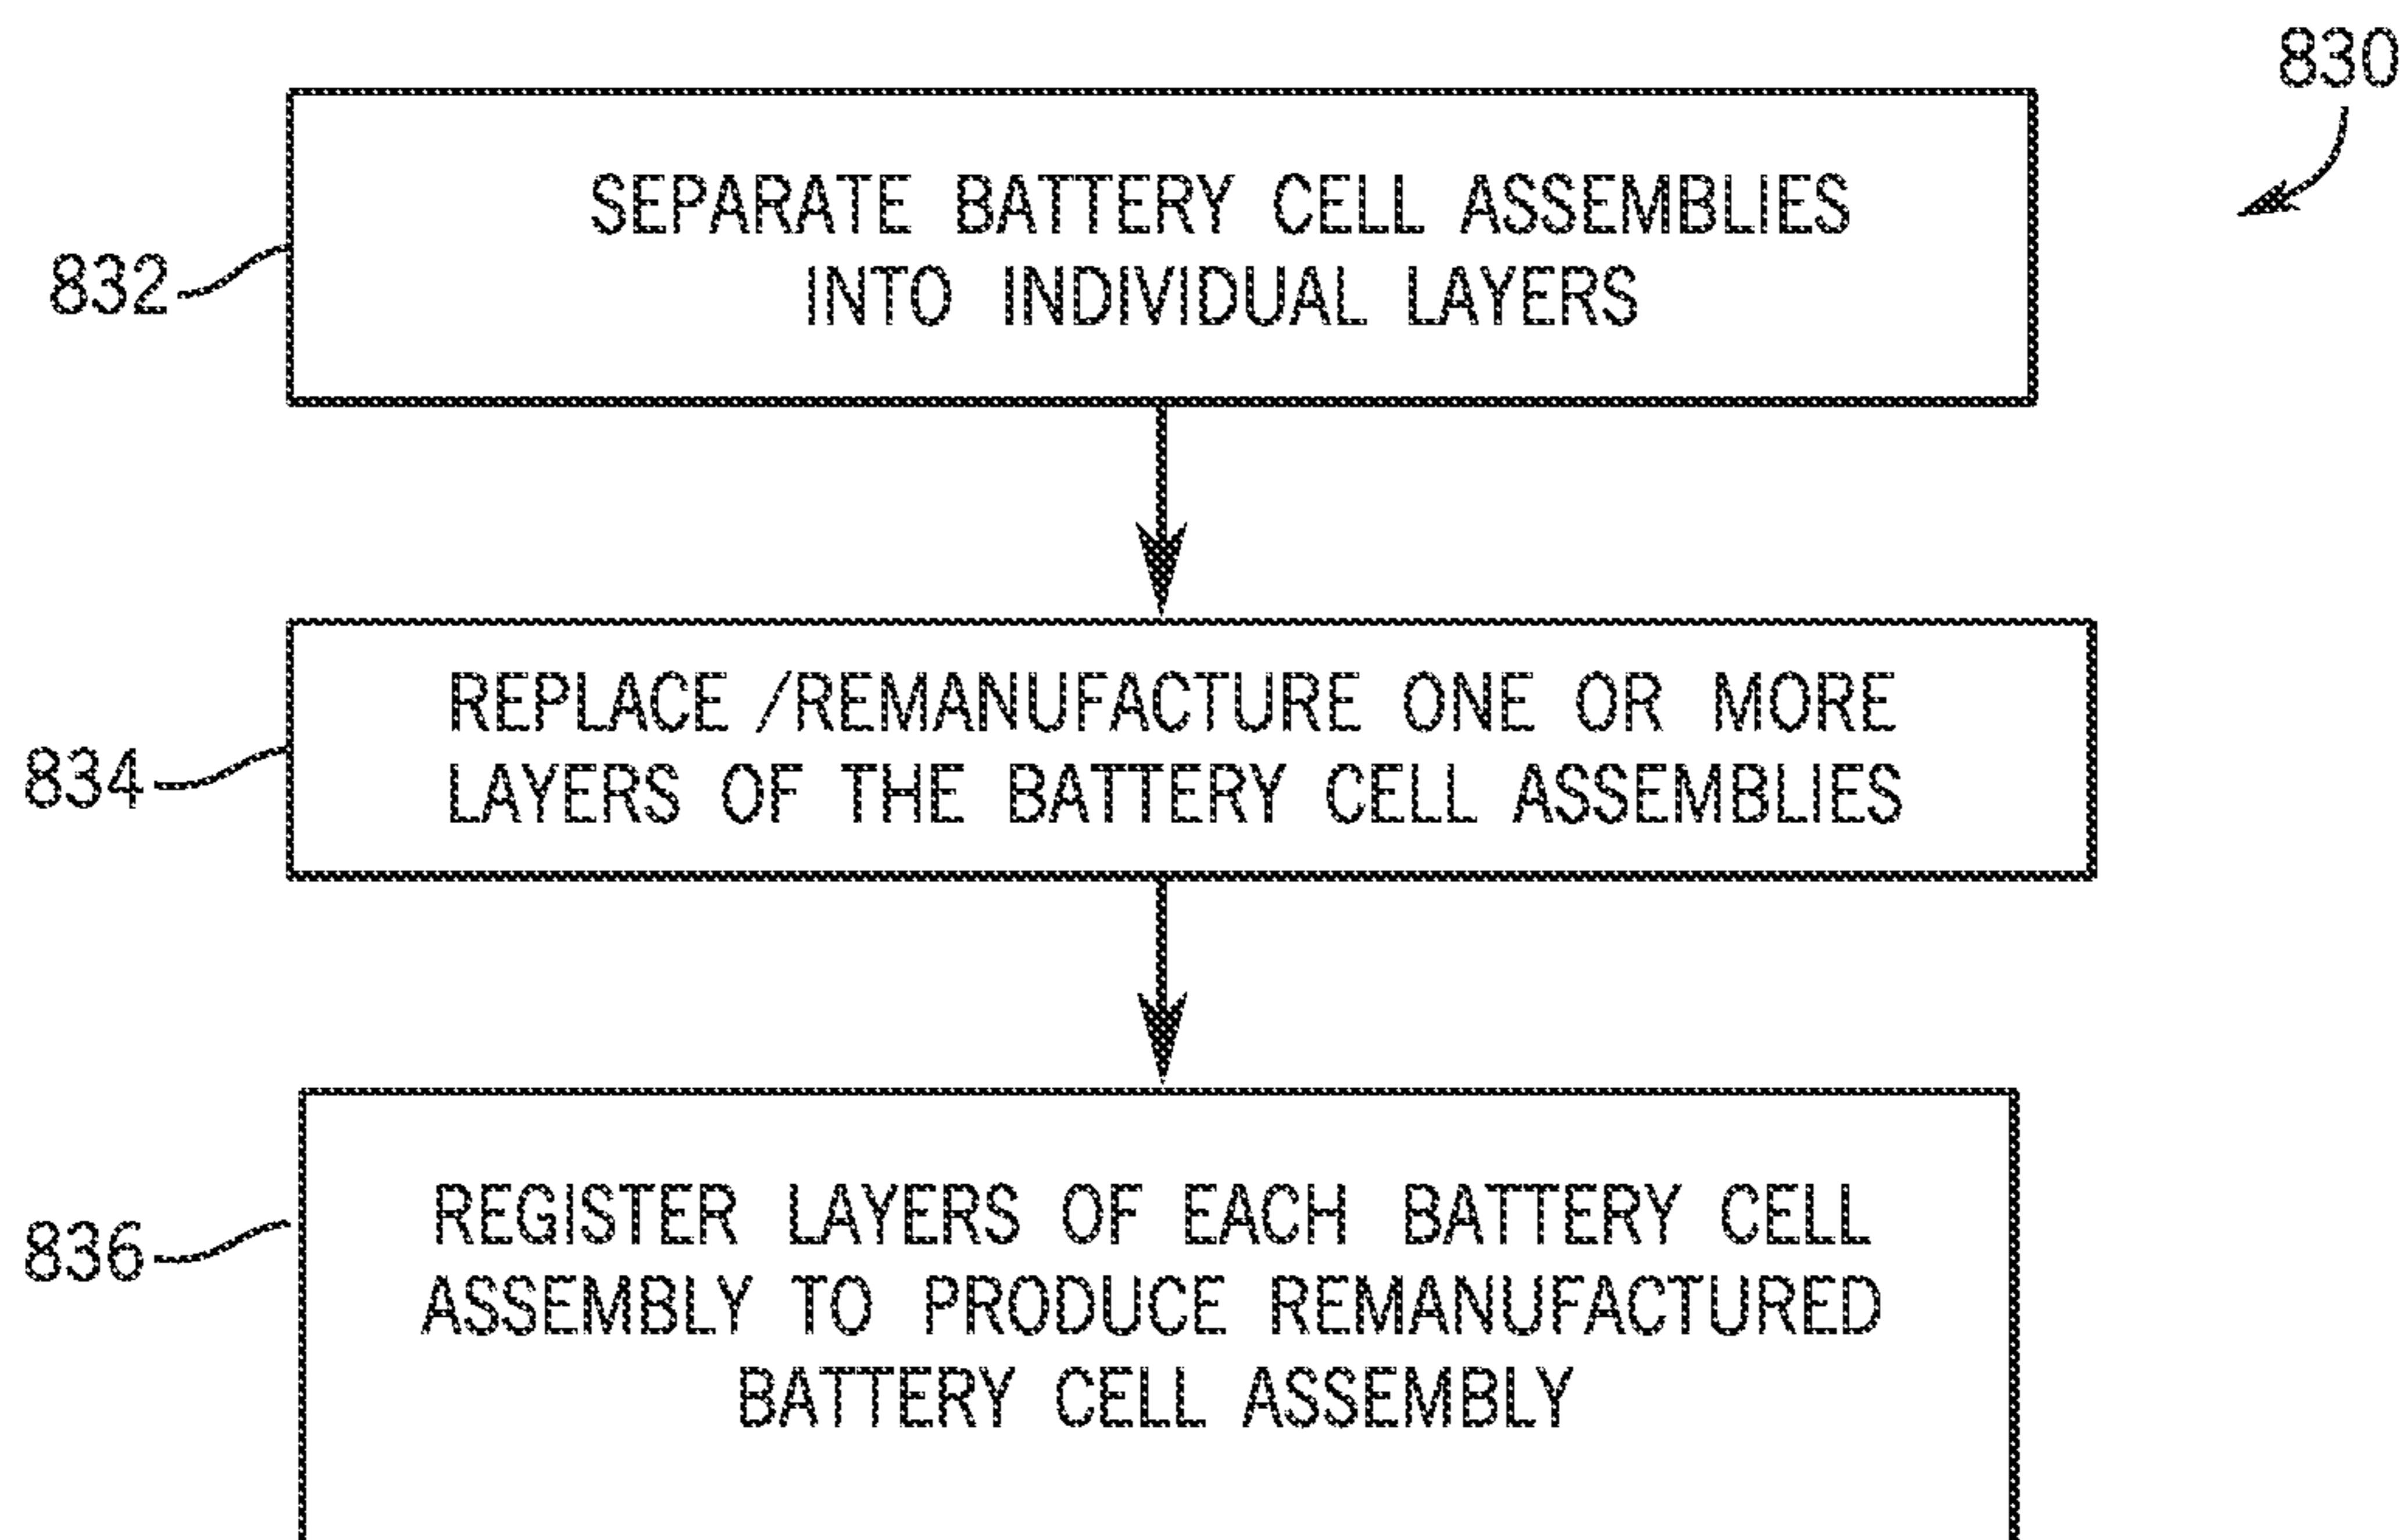 830
SEPARATE BATTERY CELL ASSEMBLIES
INTO INDIVIDUAL LAYERS
832
REPLACE /REMANUFACTURE ONE OR MORE
LAYERS OF THE BATTERY CELL ASSEMBLIES
834
REGISTER LAYERS OF EACH BATTERY CELL
ASSEMBLY TO PRODUCE REMANUFACTURED
BATTERY CELL ASSEMBLY
836